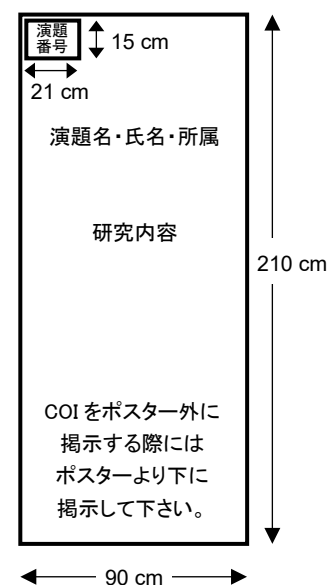 演題
番号
15 cm
21 cm
演題名・氏名・所属
研究内容
210 cm
COI をポスター外に
掲示する際には
ポスターより下に
掲示して下さい。
90 cm